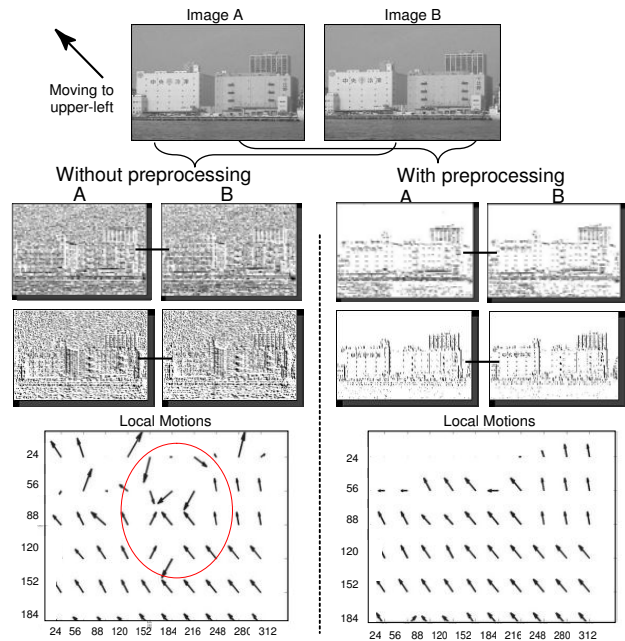 Image A
Image B
Moving to
upper-left
中央
Without preprocessing
With preprocessing
A
B
A
B
Local Motions
Local Motions
24
56
88
120
152
184
24 56 88 120 152 184 216 248 280 312
24
56
88
120
152
184
24 56 88 120 152 184 216 248 280 312